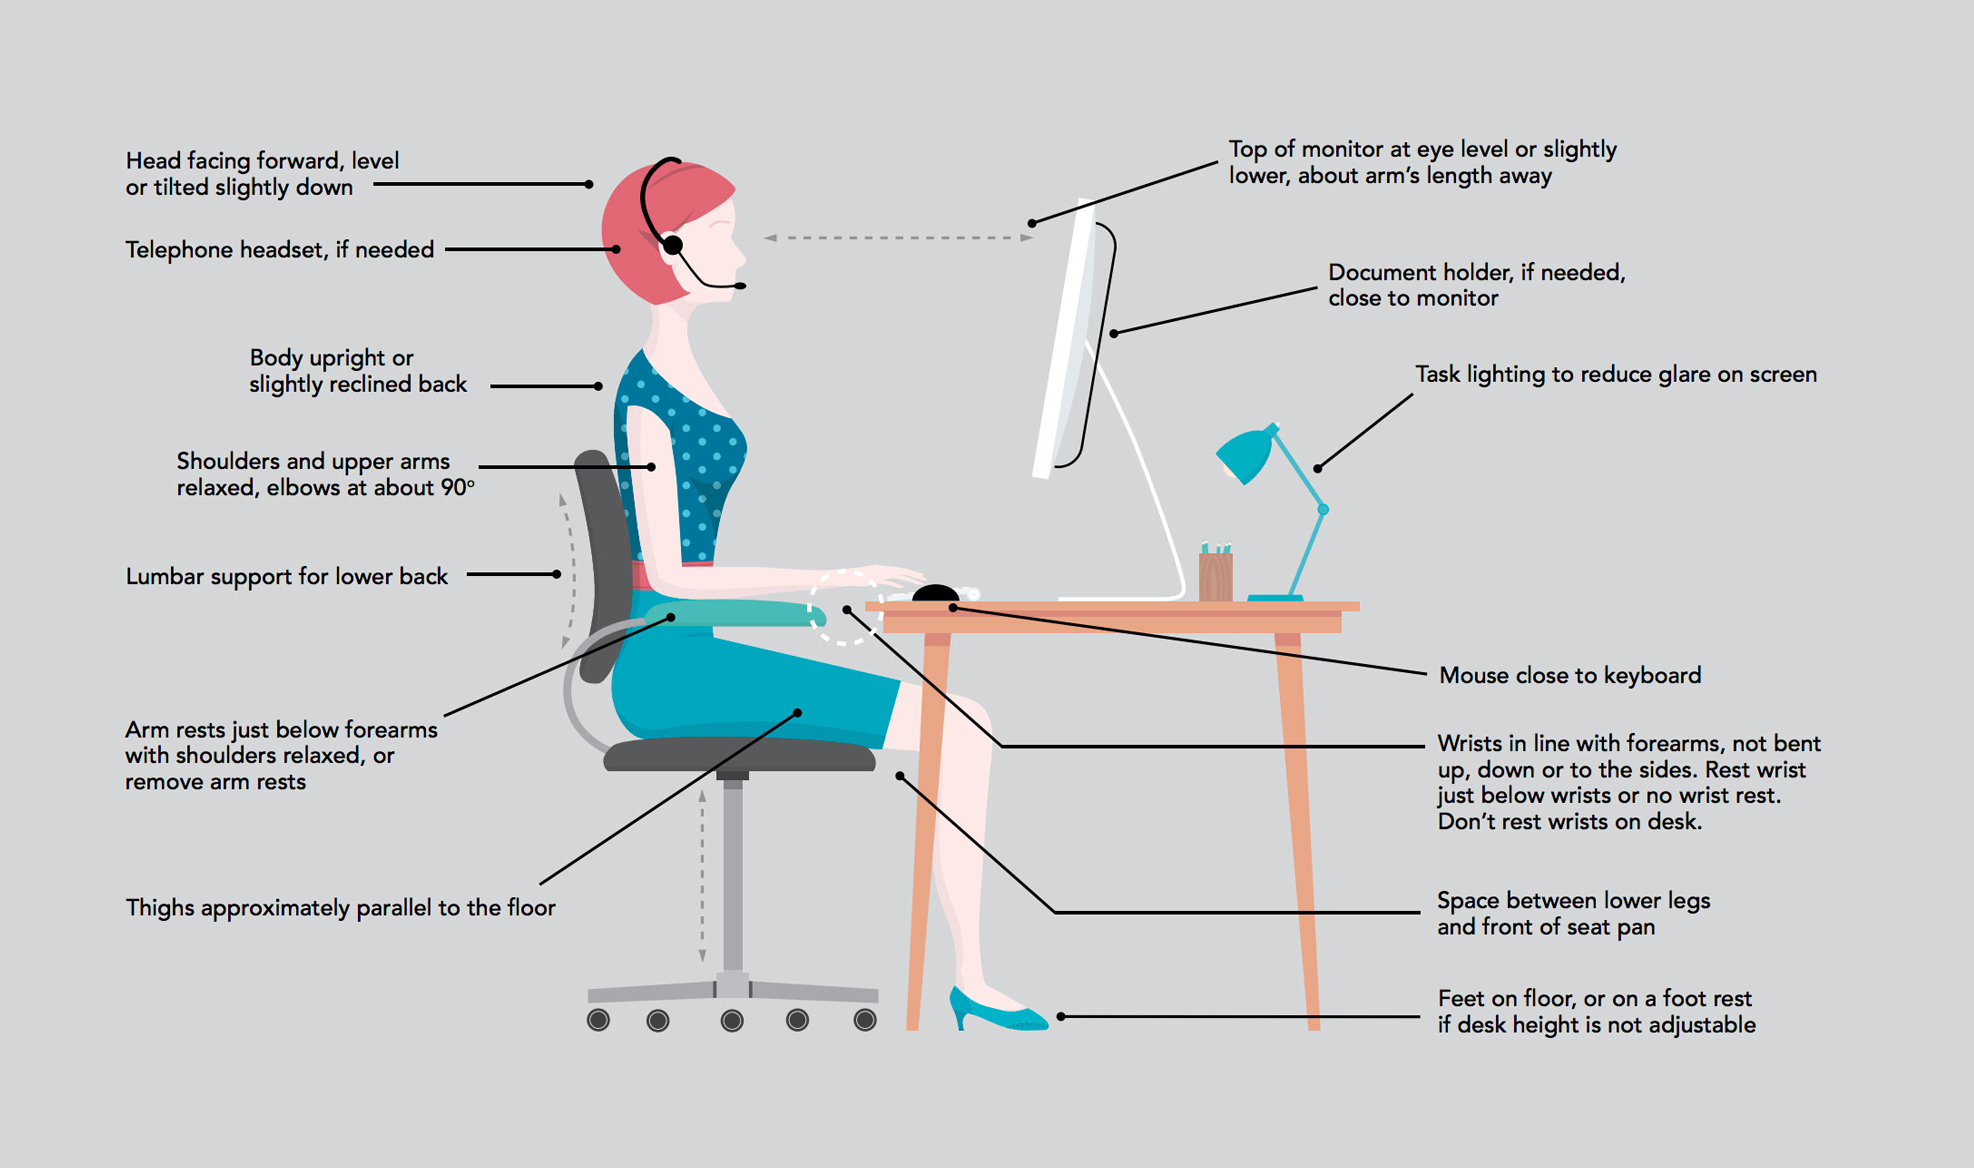 Head facing forward, level
or tilted slightly down
Telephone headset, if needed
Body upright or
slightly reclined back
Shoulders and upper arms
relaxed, elbows at about 90º
Lumbar support for lower back
Arm rests just below forearms
with shoulders relaxed, or
remove arm rests
Thighs approximately parallel to the floor
Top of monitor at eye level or slightly
lower, about arm’s length away
Document holder, if needed,
close to monitor
Task lighting to reduce glare on screen
Mouse close to keyboard
Wrists in line with forearms, not bent
up, down or to the sides. Rest wrist
just below wrists or no wrist rest.
Don’t rest wrists on desk.
Space between lower legs
and front of seat pan
Feet on floor, or on a foot rest
if desk height is not adjustable